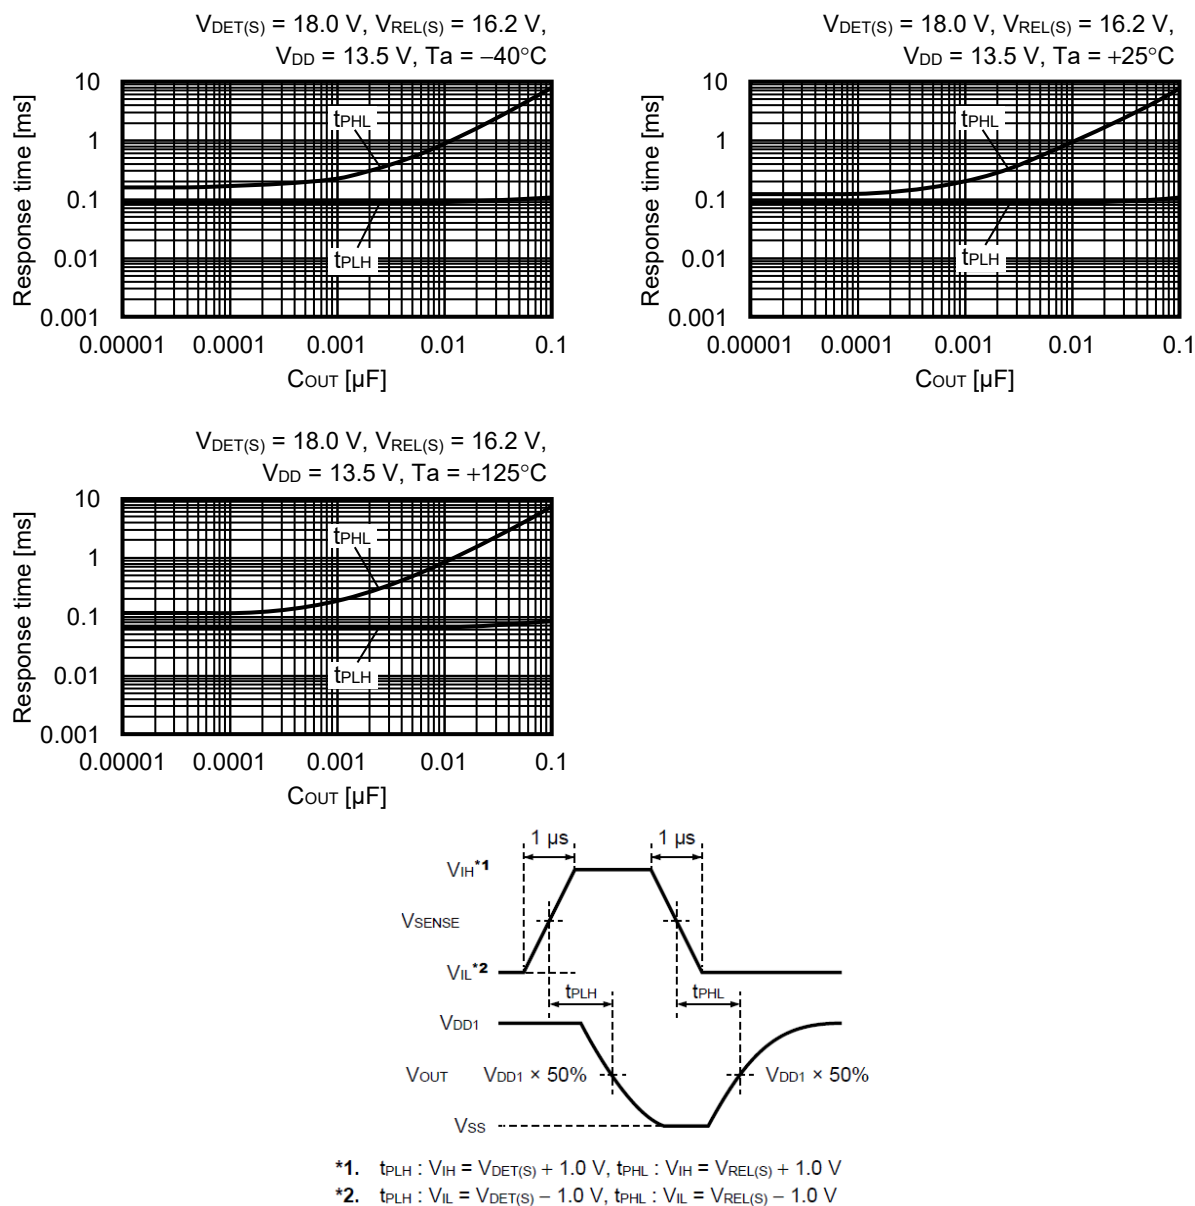 VDET(S) = 18.0 V, VREL(S) = 16.2 V,
VDD = 13.5 V, Ta = −40°C
Response time [ms]
10
1
0.1
0.01
0.001
tPHL
tPLH
0.00001 0.0001 0.001 0.01 0.1
COUT [µF]
VDET(S) = 18.0 V, VREL(S) = 16.2 V,
VDD = 13.5 V, Ta = +25°C
Response time [ms]
10
1
0.1
0.01
0.001
tPHL
tPLH
0.00001 0.0001 0.001 0.01 0.1
COUT [µF]
VDET(S) = 18.0 V, VREL(S) = 16.2 V,
VDD = 13.5 V, Ta = +125°C
Response time [ms]
10
1
0.1
0.01
0.001
tPHL
tPLH
0.00001 0.0001 0.001 0.01 0.1
COUT [µF]
1 µs 1 µs
VIH*1
VSENSE
VIL*2
tPLH tPHL
VDD1
VOUT VDD1 × 50% VDD1 × 50%
VSS
*1. tPLH : VIH = VDET(S) + 1.0 V, tPHL : VIH = VREL(S) + 1.0 V
*2. tPLH : VIL = VDET(S) − 1.0 V, tPHL : VIL = VREL(S) − 1.0 V